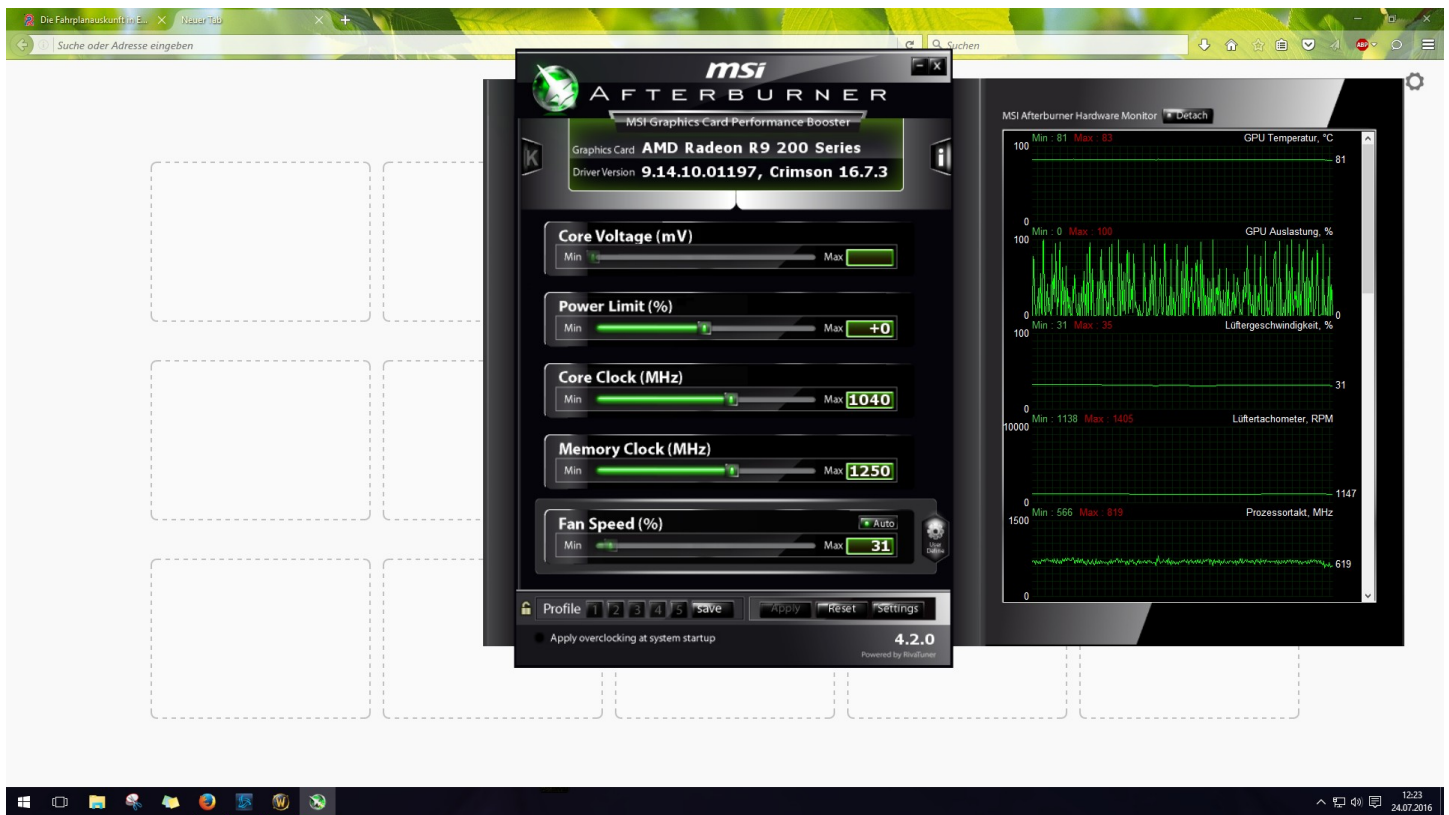 Die Fahrplanauskunft in E...
Neuer Tab
Suche oder Adresse eingeben
Suchen
ABP
msi
AFTERBURNER
MSI Graphics Card Performance Booster
K
i
Graphics Card AMD Radeon R9 200 Series
Driver Version 9.14.10.01197, Crimson 16.7.3
Core Voltage (mV)
Min Max
Power Limit (%)
Min Max +0
Core Clock (MHz)
Min Max 1040
Memory Clock (MHz)
Min Max 1250
Fan Speed (%)
Auto
Min Max 31
User Define
Profile 1 2 3 4 5 save Apply Reset Settings
Apply overclocking at system startup
4.2.0
Powered by RivaTuner
MSI Afterburner Hardware Monitor Detach
Min : 81 Max : 83 GPU Temperatur, °C
100
81
0
Min : 0 Max : 100 GPU Auslastung, %
100
0
0
Min : 31 Max : 35 Lüftergeschwindigkeit, %
100
31
0
Min : 1138 Max : 1405 Lüftertachometer, RPM
10000
1147
0
Min : 566 Max : 819 Prozessortakt, MHz
1500
619
0
W
12:23
24.07.2016